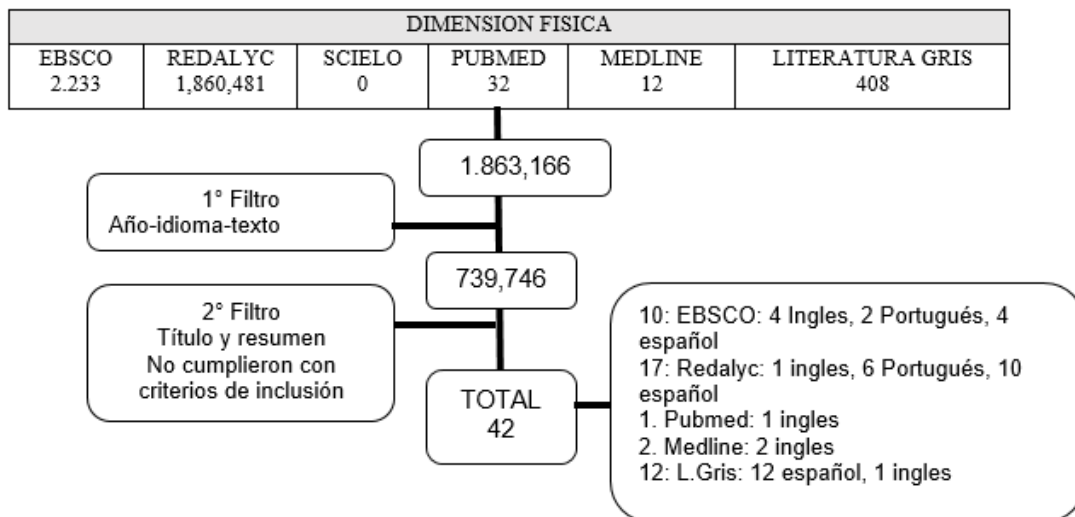 DIMENSION FISICA
EBSCO REDALYC SCIELO PUBMED MEDLINE LITERATURA GRIS
2.233 1,860,481 0 32 12 408
1.863,166
1° Filtro
Año-idioma-texto
739,746
2° Filtro
Título y resumen
No cumplieron con
criterios de inclusión
TOTAL
42
10: EBSCO: 4 Ingles, 2 Portugués, 4
español
17: Redalyc: 1 ingles, 6 Portugués, 10
español
1. Pubmed: 1 ingles
2. Medline: 2 ingles
12: L.Gris: 12 español, 1 ingles